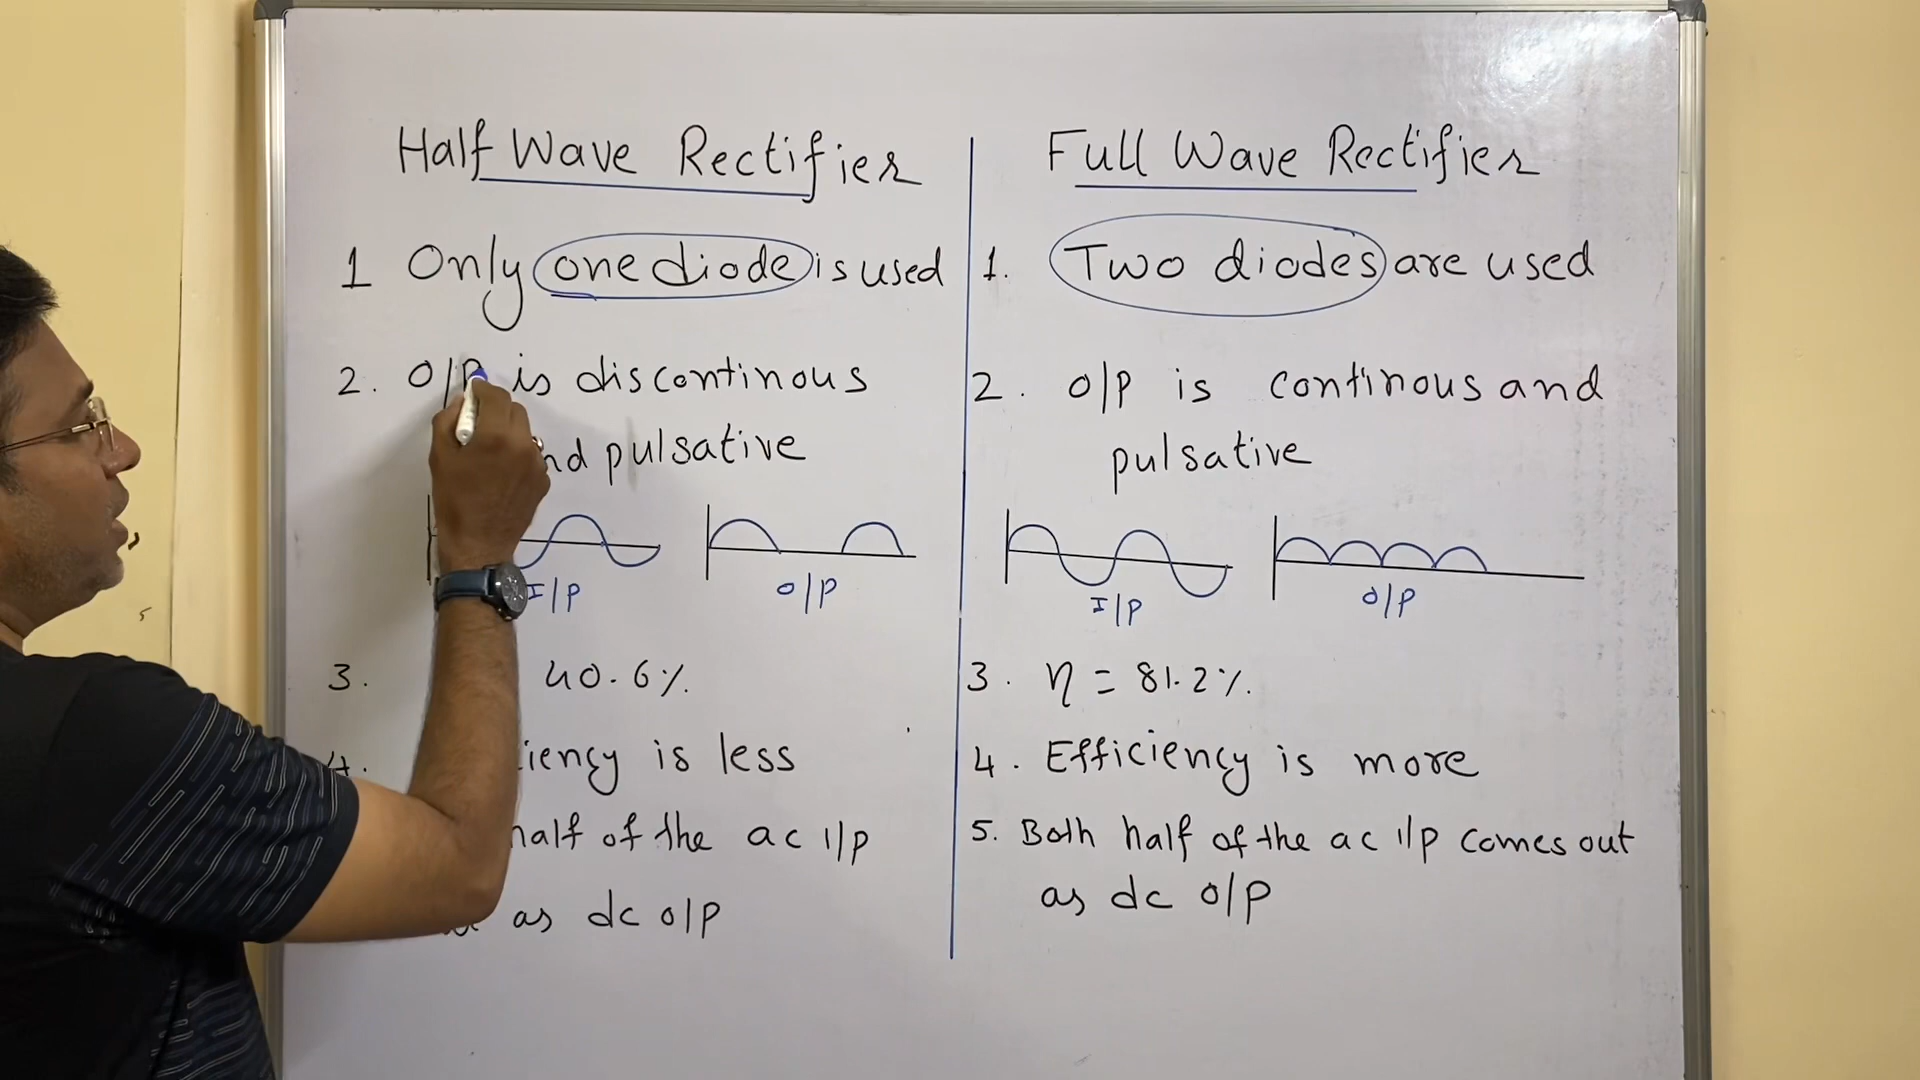 Half Wave Rectifier
1 Only one diode is used
2. O/P is discontinous
pulsative
I/P
O/P
3. 40.6%.
4. is less
half of the ac i/p
as dc o/p
Full Wave Rectifier
1. Two diodes are used
2. o/p is continous and
pulsative
I/P
O/P
3. η = 81.2%.
4. Efficiency is more
5. Both half of the ac i/p comes out
as dc o/p